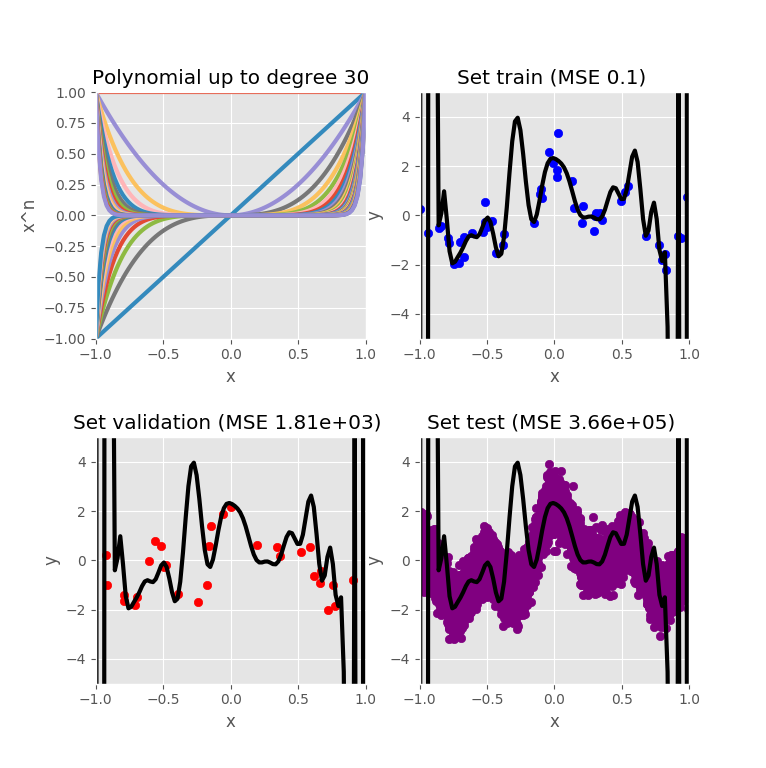 Polynomial up to degree 30
1.00
0.75
0.50
0.25
0.00
−0.25
−0.50
−0.75
−1.00
x^n
−1.0 −0.5 0.0 0.5 1.0
x
Set train (MSE 0.1)
4
2
0
−2
−4
y
−1.0 −0.5 0.0 0.5 1.0
x
Set validation (MSE 1.81e+03)
4
2
0
−2
−4
y
−1.0 −0.5 0.0 0.5 1.0
x
Set test (MSE 3.66e+05)
4
2
0
−2
−4
y
−1.0 −0.5 0.0 0.5 1.0
x